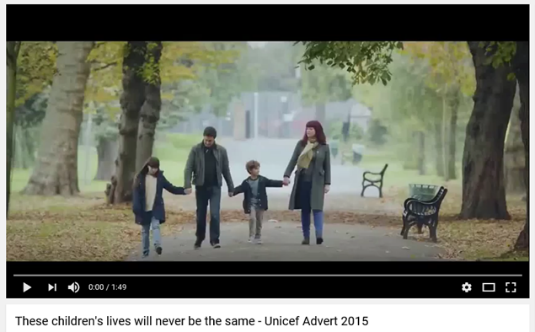 0:00 / 1:49
These children's lives will never be the same - Unicef Advert 2015